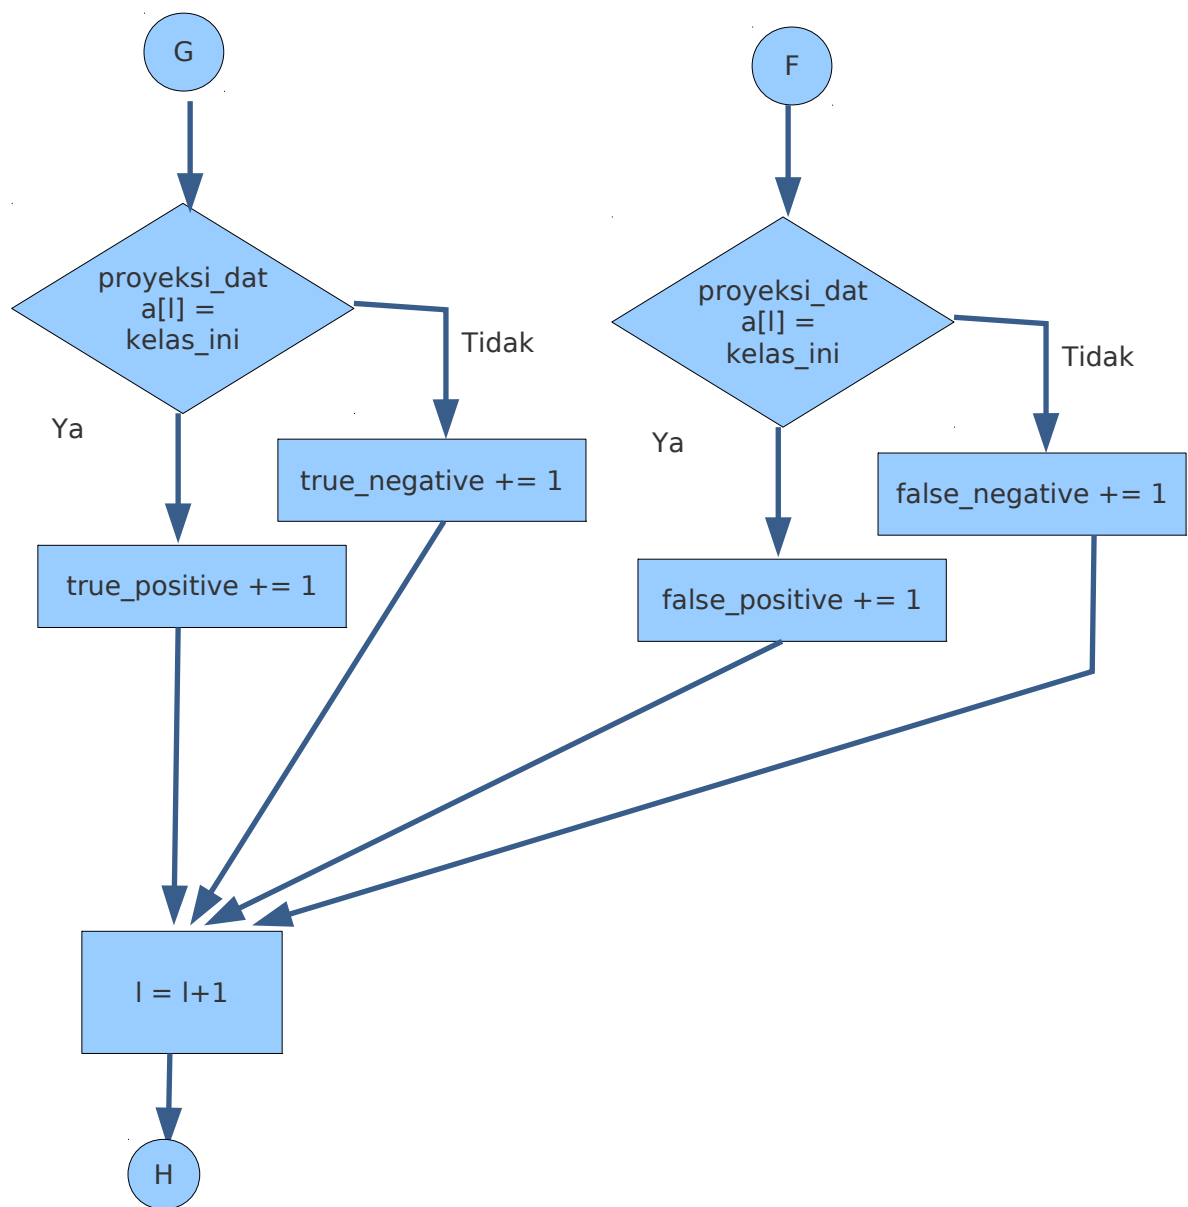 G
F
proyeksi_dat
a[l] =
kelas_ini
Tidak
Ya
proyeksi_dat
a[l] =
kelas_ini
Tidak
Ya
true_negative += 1
false_negative += 1
true_positive += 1
false_positive += 1
l = l+1
H